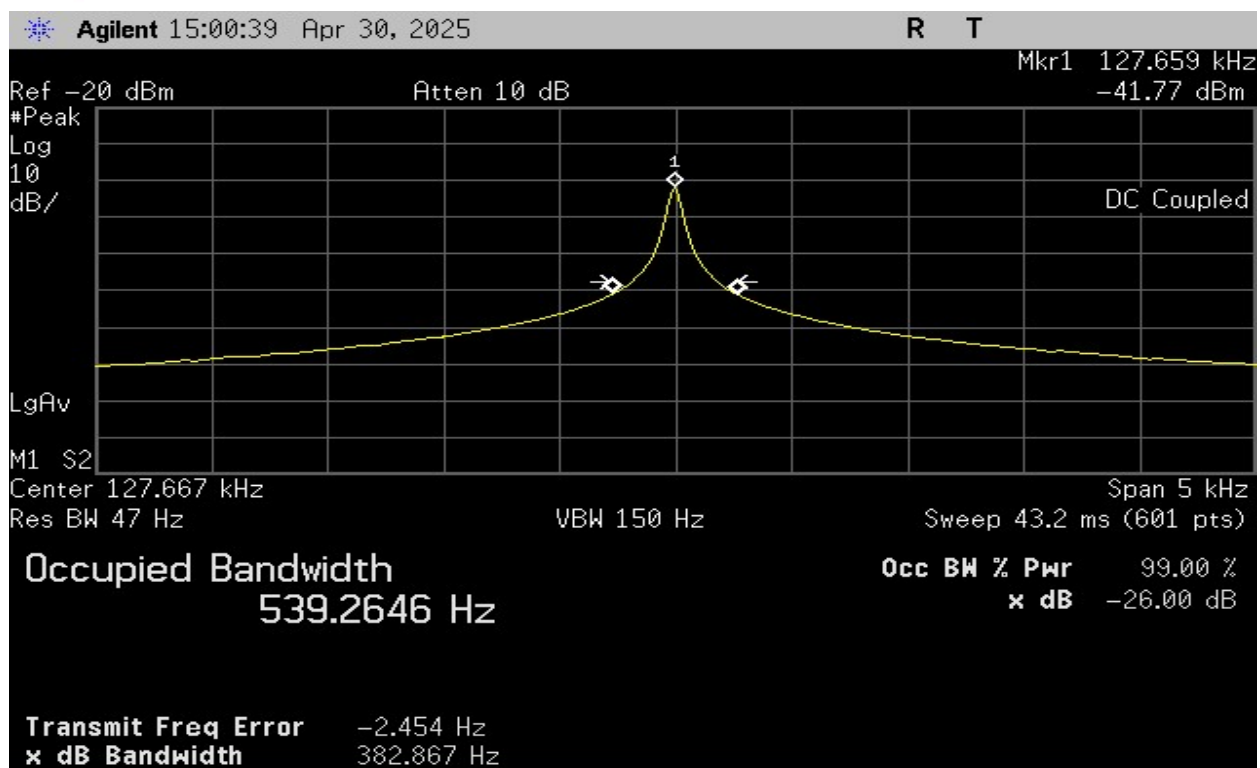 Agilent 15:00:39 Apr 30, 2025 R T
Mkr1 127.659 kHz
Ref −20 dBm Atten 10 dB −41.77 dBm
#Peak
Log
10
dB/
1
DC Coupled
LgAv
M1 S2
Center 127.667 kHz Span 5 kHz
Res BW 47 Hz VBW 150 Hz Sweep 43.2 ms (601 pts)
Occupied Bandwidth Occ BW % Pwr 99.00 %
539.2646 Hz x dB −26.00 dB
Transmit Freq Error −2.454 Hz
x dB Bandwidth 382.867 Hz